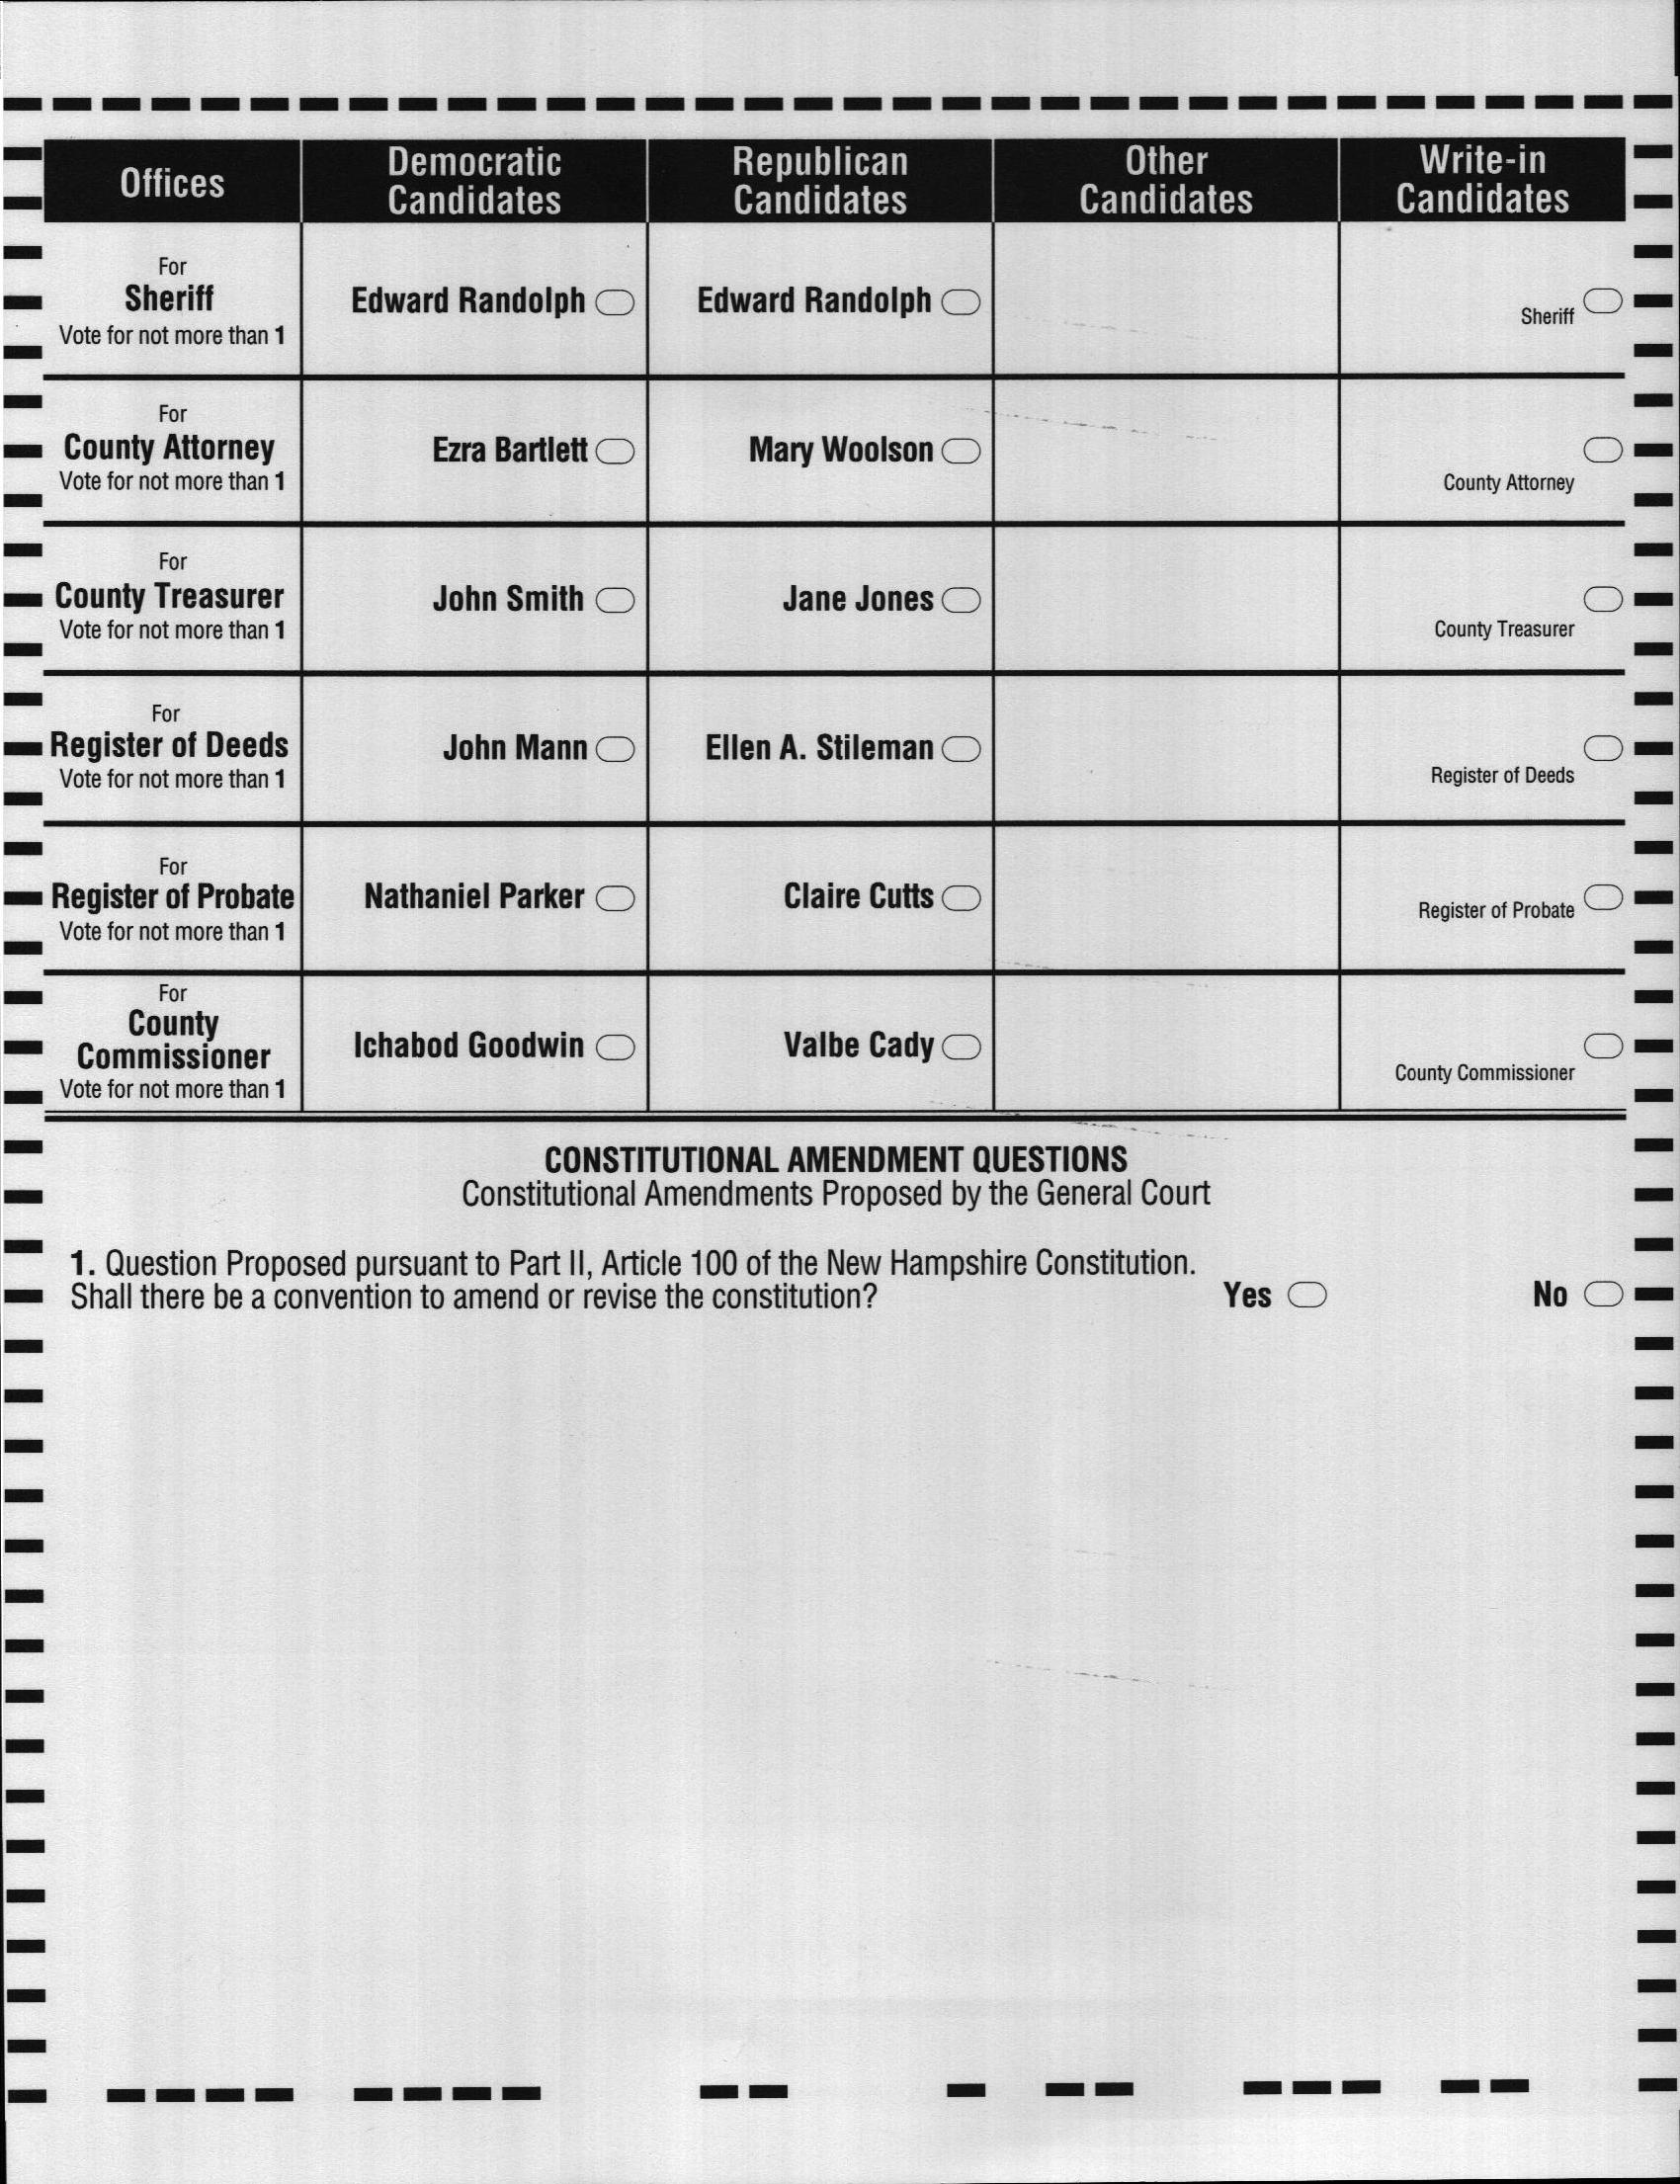 Offices
Democratic
Candidates
Republican
Candidates
Other
Candidates
Write-in
Candidates
For
Sheriff
Vote for not more than 1
Edward Randolph
Edward Randolph
Sheriff
For
County Attorney
Vote for not more than 1
Ezra Bartlett
Mary Woolson
County Attorney
For
County Treasurer
Vote for not more than 1
John Smith
Jane Jones
County Treasurer
For
Register of Deeds
Vote for not more than 1
John Mann
Ellen A. Stileman
Register of Deeds
For
Register of Probate
Vote for not more than 1
Nathaniel Parker
Claire Cutts
Register of Probate
For
County
Commissioner
Vote for not more than 1
Ichabod Goodwin
Valbe Cady
County Commissioner
CONSTITUTIONAL AMENDMENT QUESTIONS
Constitutional Amendments Proposed by the General Court
1. Question Proposed pursuant to Part II, Article 100 of the New Hampshire Constitution.
Shall there be a convention to amend or revise the constitution? Yes No